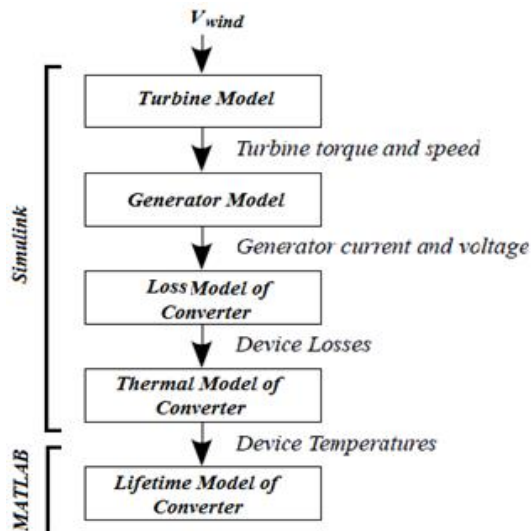 V wind
Turbine Model
Turbine torque and speed
Generator Model
Generator current and voltage
Loss Model of
Converter
Device Losses
Thermal Model of
Converter
Device Temperatures
Lifetime Model of
Converter
Simulink
MATLAB